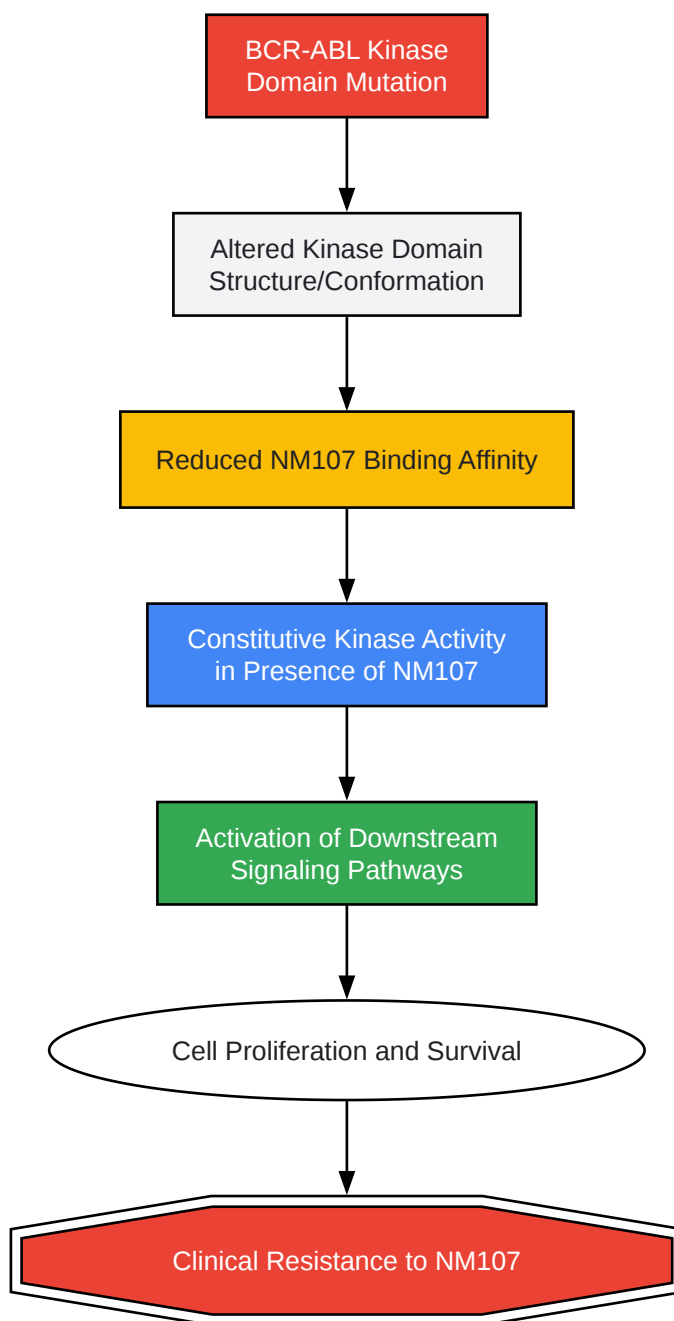 BCR-ABL Kinase
Domain Mutation
Altered Kinase Domain
Structure/Conformation
Reduced NM107 Binding Affinity
Constitutive Kinase Activity
in Presence of NM107
Activation of Downstream
Signaling Pathways
Cell Proliferation and Survival
Clinical Resistance to NM107